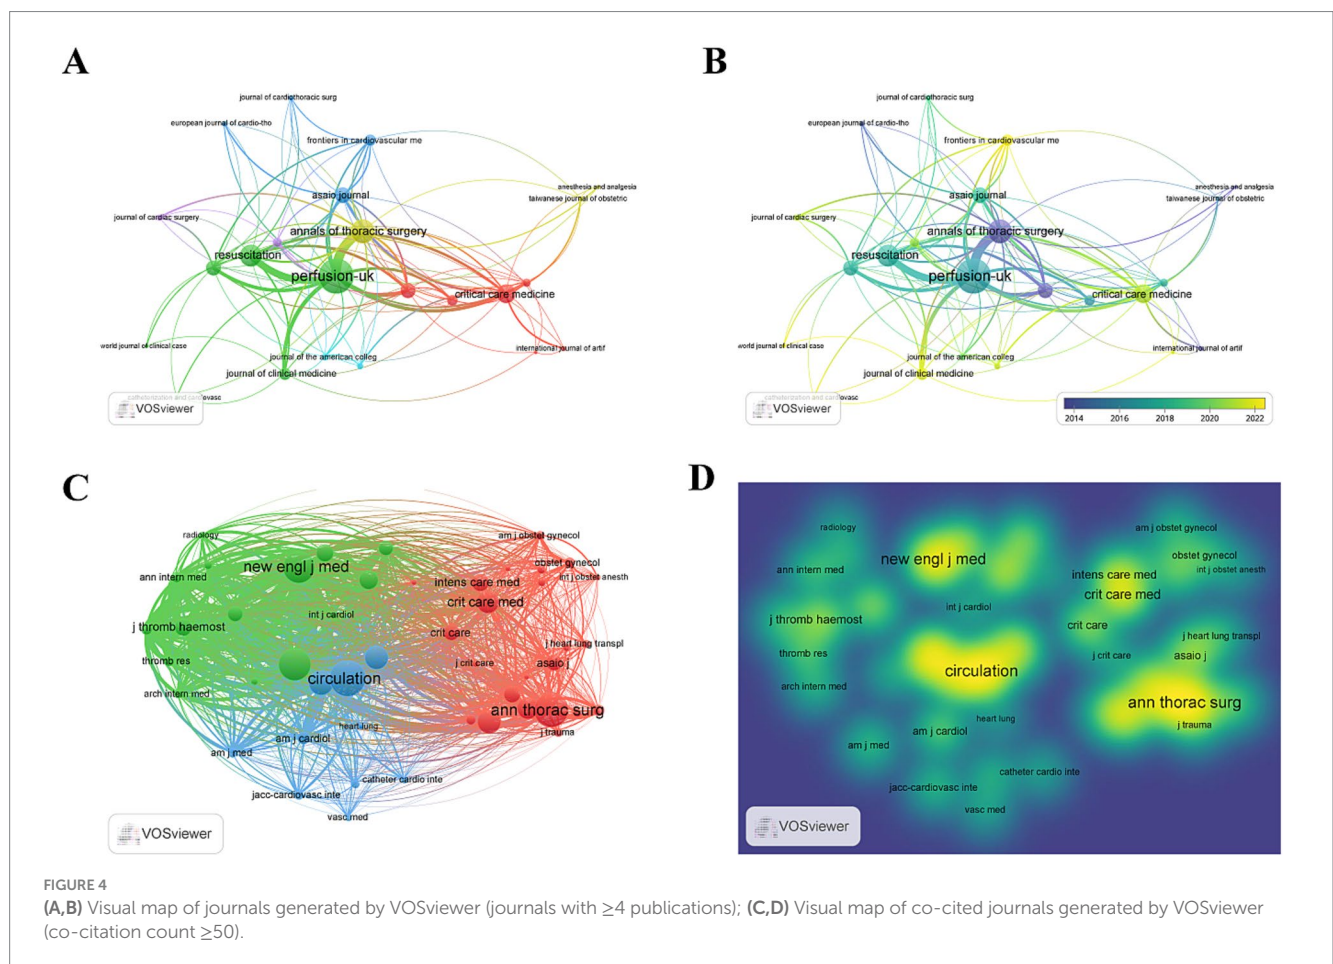 A
journal of cardiothoracic surg
european journal of cardio-tho
frontiers in cardiovascular me
asaio journal
anesthesia and analgesia
taiwanese journal of obstetric
journal of cardiac surgery
annals of thoracic surgery
resuscitation
perfusion-uk
critical care medicine
world journal of clinical case
journal of the american colleg
international journal of artif
journal of clinical medicine
catheterization and cardiovasc
VOSviewer
B
journal of cardiothoracic surg
european journal of cardio-tho
frontiers in cardiovascular me
asaio journal
anesthesia and analgesia
taiwanese journal of obstetric
journal of cardiac surgery
annals of thoracic surgery
resuscitation
perfusion-uk
critical care medicine
world journal of clinical case
journal of the american colleg
international journal of artif
journal of clinical medicine
catheterization and cardiovasc
VOSviewer
2014 2016 2018 2020 2022
C
radiology
am j obstet gynecol
new engl j med
obstet gynecol
ann intern med
intens care med
int j obstet anesth
crit care med
int j cardiol
j thromb haemost
crit care
j heart lung transpl
thromb res
j crit care
asaio j
circulation
arch intern med
ann thorac surg
heart lung
j trauma
am j cardiol
am j med
catheter cardio inte
jacc-cardiovasc inte
vasc med
VOSviewer
D
radiology
am j obstet gynecol
new engl j med
obstet gynecol
ann intern med
intens care med
int j obstet anesth
crit care med
int j cardiol
j thromb haemost
crit care
j heart lung transpl
thromb res
j crit care
asaio j
circulation
arch intern med
ann thorac surg
heart lung
j trauma
am j cardiol
am j med
catheter cardio inte
jacc-cardiovasc inte
vasc med
VOSviewer
FIGURE 4
(A,B) Visual map of journals generated by VOSviewer (journals with ≥4 publications); (C,D) Visual map of co-cited journals generated by VOSviewer
(co-citation count ≥50).